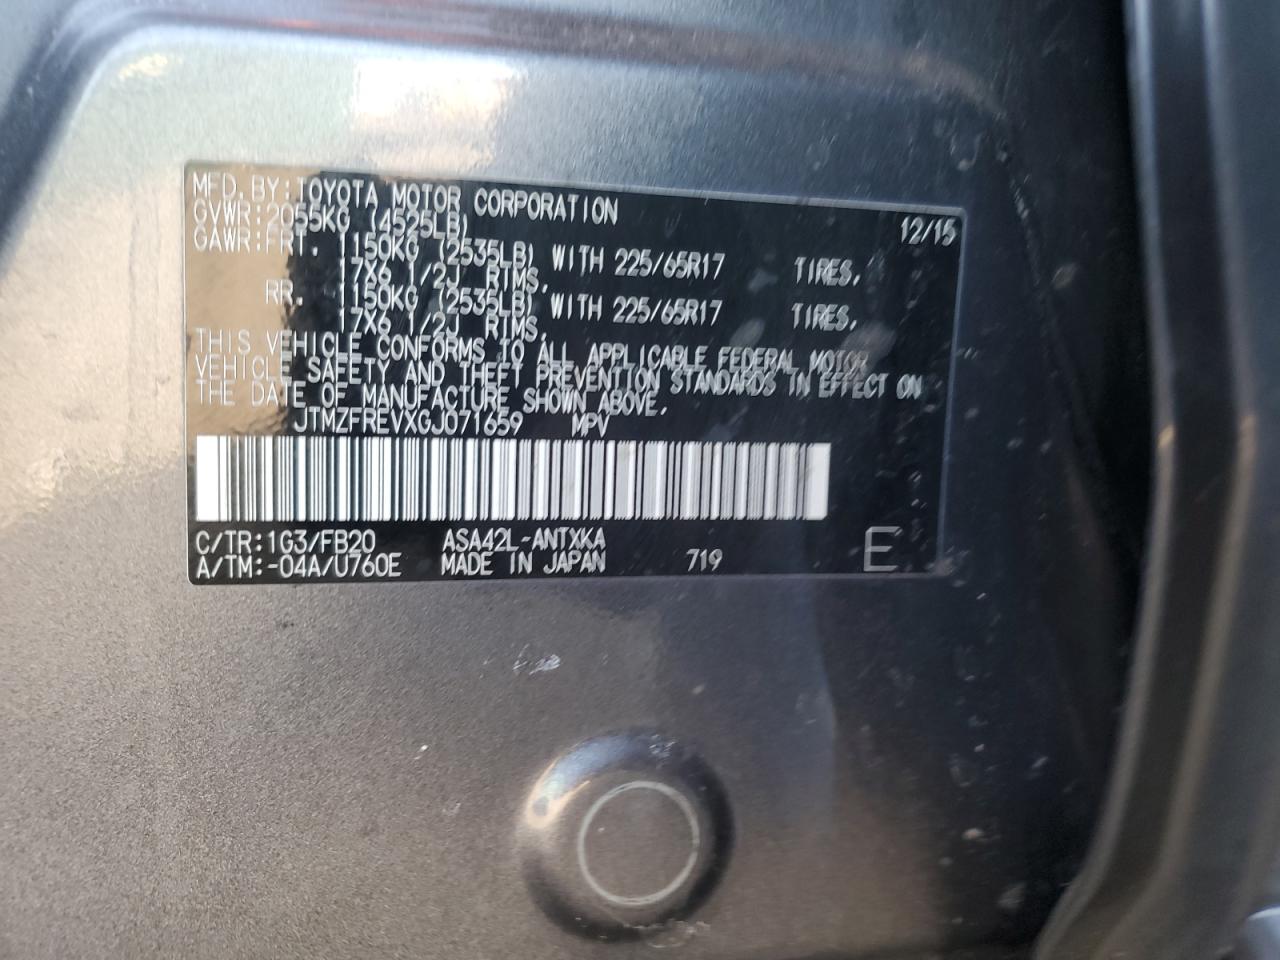 MFD. BY: TOYOTA MOTOR CORPORATION 12/15
GVWR: 2055KG (4525LB)
GAWR: FRT. 1150KG (2535LB) WITH 225/65R17 TIRES,
17X6 1/2J RIMS,
RR. 1150KG (2535LB) WITH 225/65R17 TIRES,
17X6 1/2J RIMS,
THIS VEHICLE CONFORMS TO ALL APPLICABLE FEDERAL MOTOR
VEHICLE SAFETY AND THEFT PREVENTION STANDARDS IN EFFECT ON
THE DATE OF MANUFACTURE SHOWN ABOVE.
JTMZFREVXGJ071659 MPV
C/TR: 1G3/FB20 ASA42L-ANTXKA
A/TM: -04A/U760E MADE IN JAPAN 719 E